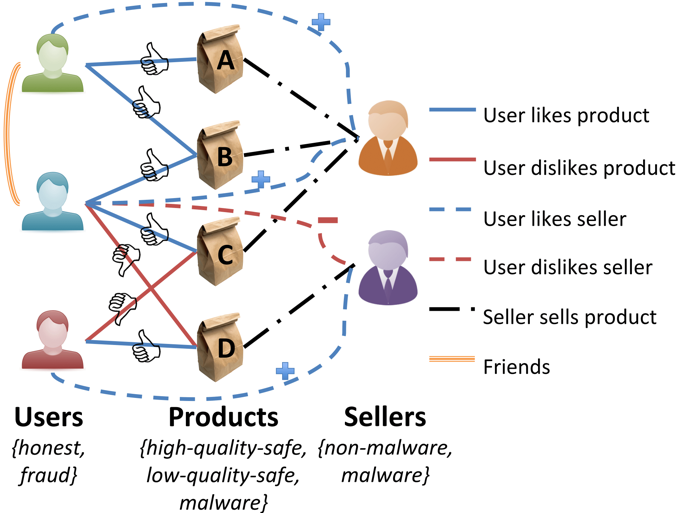 A
B
C
D
User likes product
User dislikes product
User likes seller
User dislikes seller
Seller sells product
Friends
Users
{honest,
fraud}
Products
{high-quality-safe,
low-quality-safe,
malware}
Sellers
{non-malware,
malware}